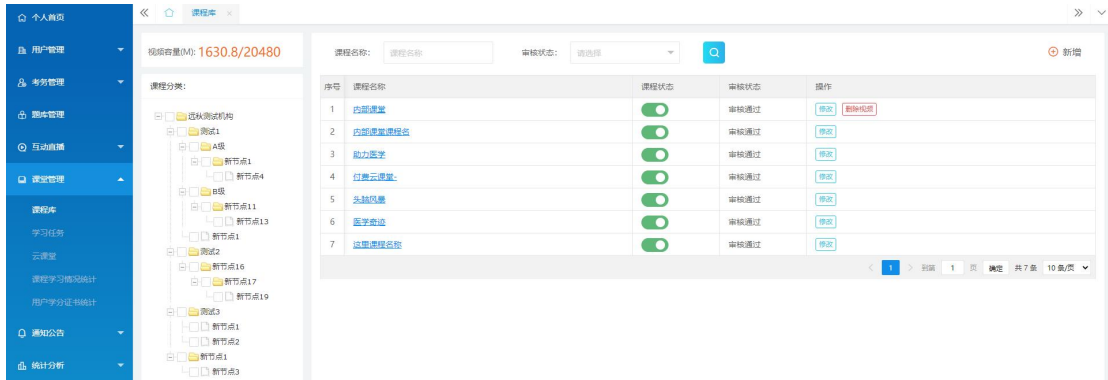 个人首页
用户管理
考务管理
题库管理
互动直播
课堂管理
课程库
学习任务
云课堂
课程学习情况统计
用户学分证书统计
通知公告
统计分析
课程库 ×
视频容量(M): 1630.8/20480
课程分类:
远秋测试机构
测试1
A级
新节点1
新节点4
B级
新节点11
新节点13
新节点1
测试2
新节点16
新节点17
新节点19
测试3
新节点1
新节点2
新节点1
新节点3
课程名称: 课程名称 审核状态: 请选择 新增
序号 课程名称 课程状态 审核状态 操作
1 内部课堂 审核通过 修改 删除视频
2 内部课堂课程名 审核通过 修改
3 助力医学 审核通过 修改
4 付费云课堂- 审核通过 修改
5 头脑风暴 审核通过 修改
6 医学奇迹 审核通过 修改
7 这里课程名称 审核通过 修改
1 到第 1 页 确定 共 7 条 10 条/页